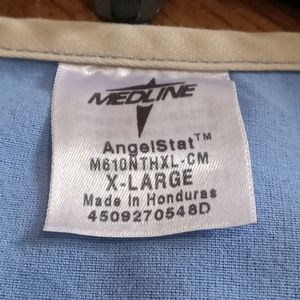 MEDLINE
AngelStat™
M610NTHXL-CM
X-LARGE
Made in Honduras
4509270548D